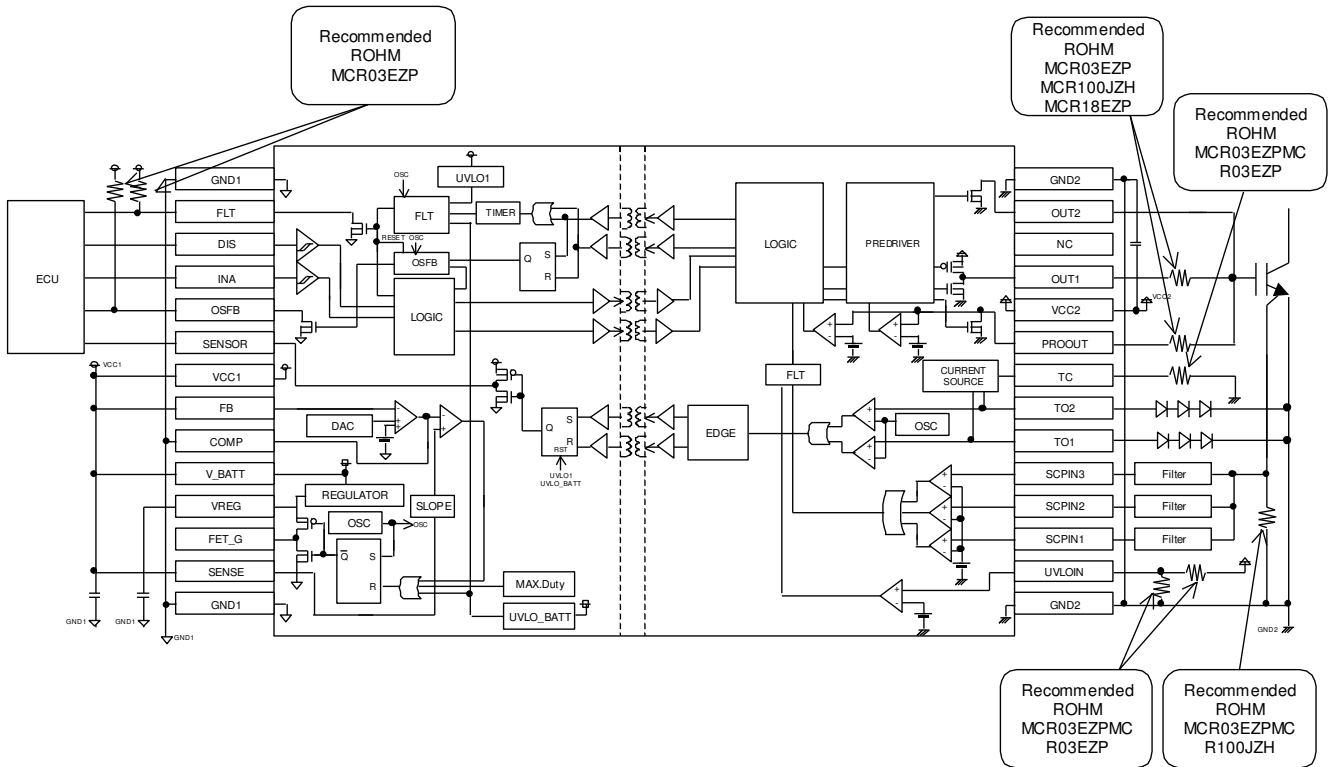 Recommended
ROHM
MCR03EZP
Recommended
ROHM
MCR03EZP
MCR100JZH
MCR18EZP
Recommended
ROHM
MCR03EZPMC
R03EZP
ECU
GND1
FLT
DIS
INA
OSFB
SENSOR
VCC1
FB
COMP
V_BATT
VREG
FET_G
SENSE
GND1
VCC1
GND1
GND1
GND1
OSC
UVLO1
FLT
TIMER
RESET OSC
OSFB
LOGIC
Q
S
R
DAC
-
+
+
-
+
REGULATOR
OSC
OSC
SLOPE
Q
S
R
MAX.Duty
UVLO_BATT
Q
S
R
RST
UVLO1
UVLO_BATT
LOGIC
PREDRIVER
+
-
+
-
FLT
CURRENT
SOURCE
EDGE
+
-
-
+
OSC
+
-
-
+
-
+
+
-
GND2
OUT2
NC
OUT1
VCC2
PROOUT
TC
TO2
TO1
SCPIN3
SCPIN2
SCPIN1
UVLOIN
GND2
VCC2
Filter
Filter
Filter
GND2
Recommended
ROHM
MCR03EZPMC
R03EZP
Recommended
ROHM
MCR03EZPMC
R100JZH